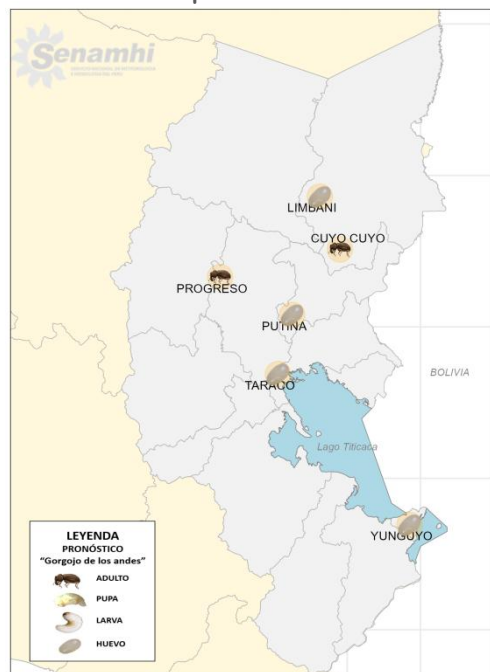 Senamhi
LIMBANI
CUYO CUYO
PROGRESO
PUTINA
TARACO
BOLIVIA
Lago Titicaca
YUNGUYO
LEYENDA
PRONÓSTICO
"Gorgojo de los andes"
ADULTO
PUPA
LARVA
HUEVO